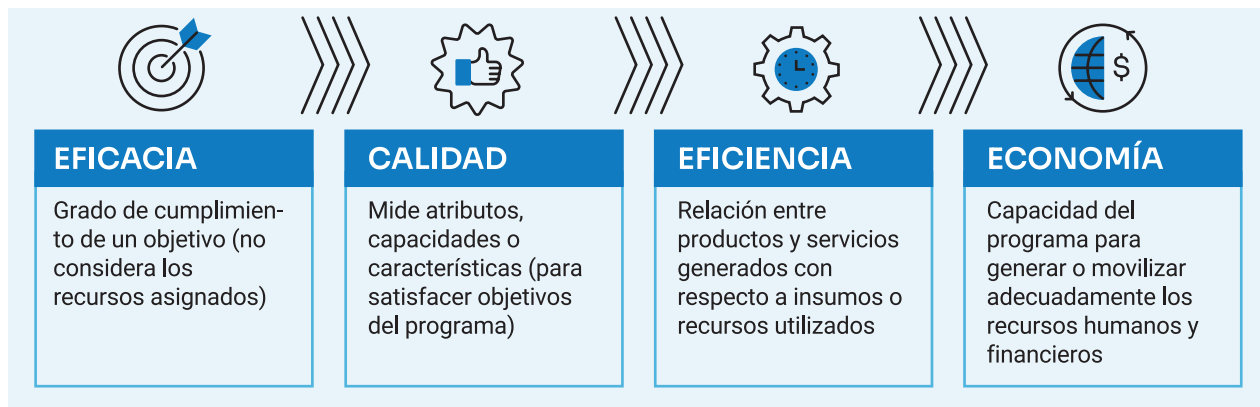 $
EFICACIA
Grado de cumplimien-
to de un objetivo (no
considera los
recursos asignados)
CALIDAD
Mide atributos,
capacidades o
características (para
satisfacer objetivos
del programa)
EFICIENCIA
Relación entre
productos y servicios
generados con
respecto a insumos o
recursos utilizados
ECONOMÍA
Capacidad del
programa para
generar o movilizar
adecuadamente los
recursos humanos y
financieros